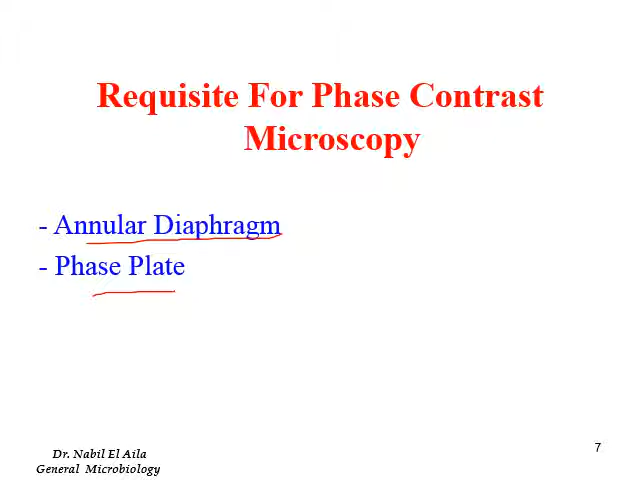 Requisite For Phase Contrast
Microscopy
- Annular Diaphragm
- Phase Plate
Dr. Nabil El Aila
General Microbiology
7